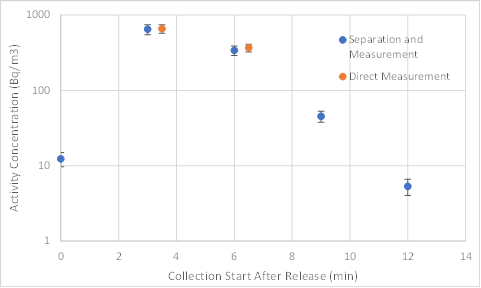 1000
100
10
1
0
2
4
6
8
10
12
14
Activity Concentration (Bq/m3)
Collection Start After Release (min)
Separation and
Measurement
Direct Measurement